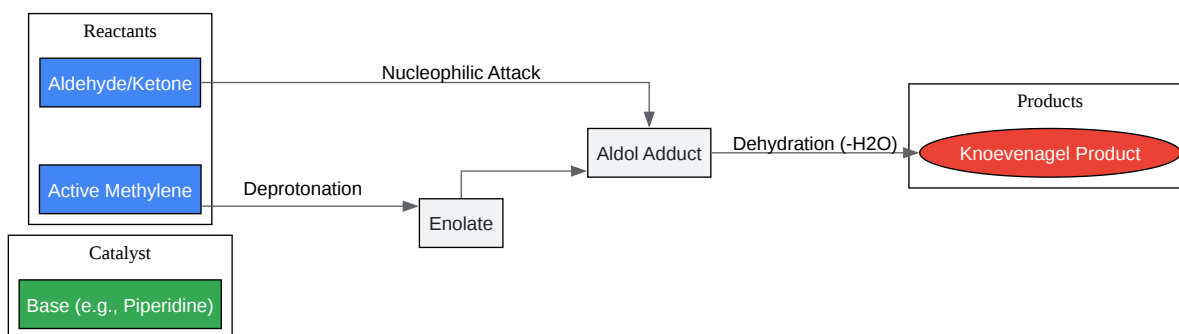 Reactants
Aldehyde/Ketone
Nucleophilic Attack
Active Methylene
Deprotonation
Enolate
Aldol Adduct
Dehydration (-H2O)
Products
Knoevenagel Product
Catalyst
Base (e.g., Piperidine)